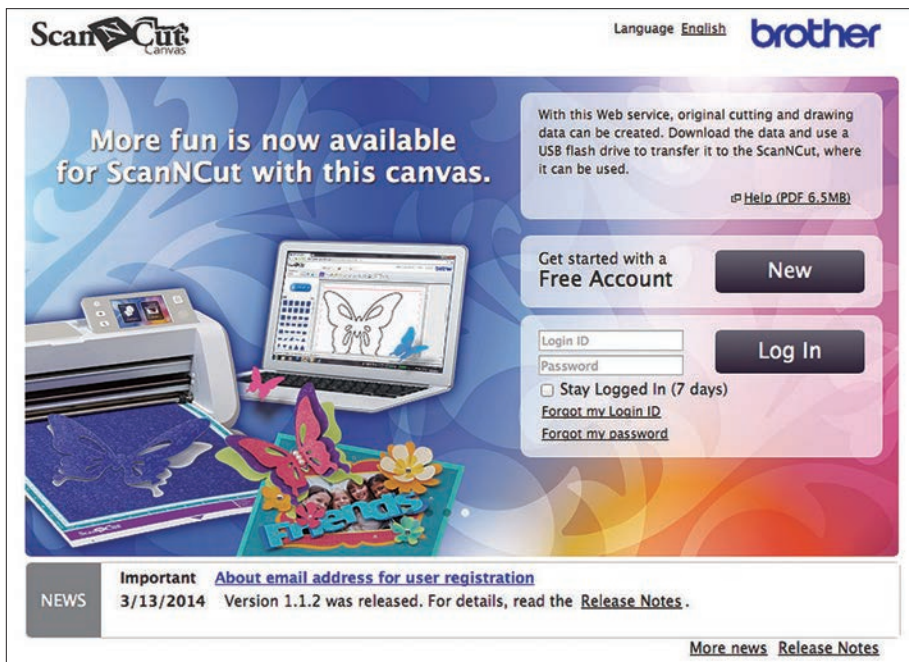 Scan N Cut
Canvas
Language English
brother
More fun is now available
for ScanNCut with this canvas.
With this Web service, original cutting and drawing
data can be created. Download the data and use a
USB flash drive to transfer it to the ScanNCut, where
it can be used.
Help (PDF 6.5MB)
Get started with a
Free Account
New
Login ID
Password
Log In
Stay Logged In (7 days)
Forgot my Login ID
Forgot my password
Friends
NEWS
Important About email address for user registration
3/13/2014 Version 1.1.2 was released. For details, read the Release Notes.
More news Release Notes